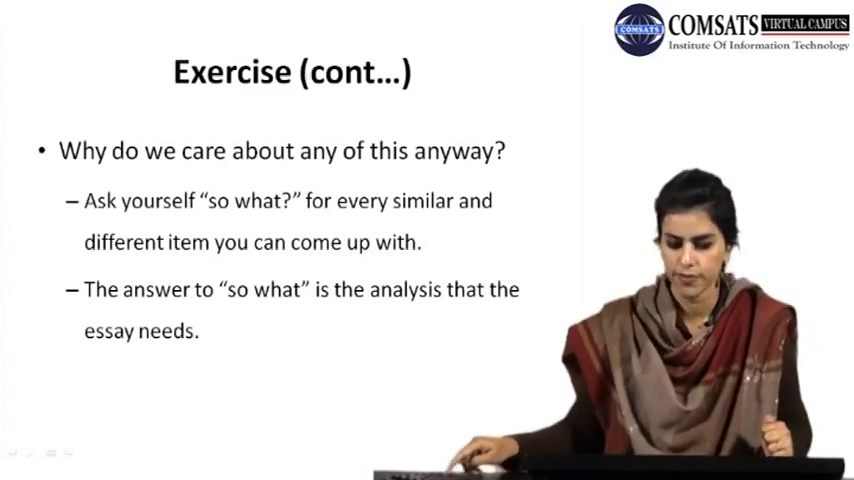 COMSATS VIRTUAL CAMPUS
COMSATS
Institute Of Information Technology
Exercise (cont…)
• Why do we care about any of this anyway?
– Ask yourself “so what?” for every similar and
different item you can come up with.
– The answer to “so what” is the analysis that the
essay needs.